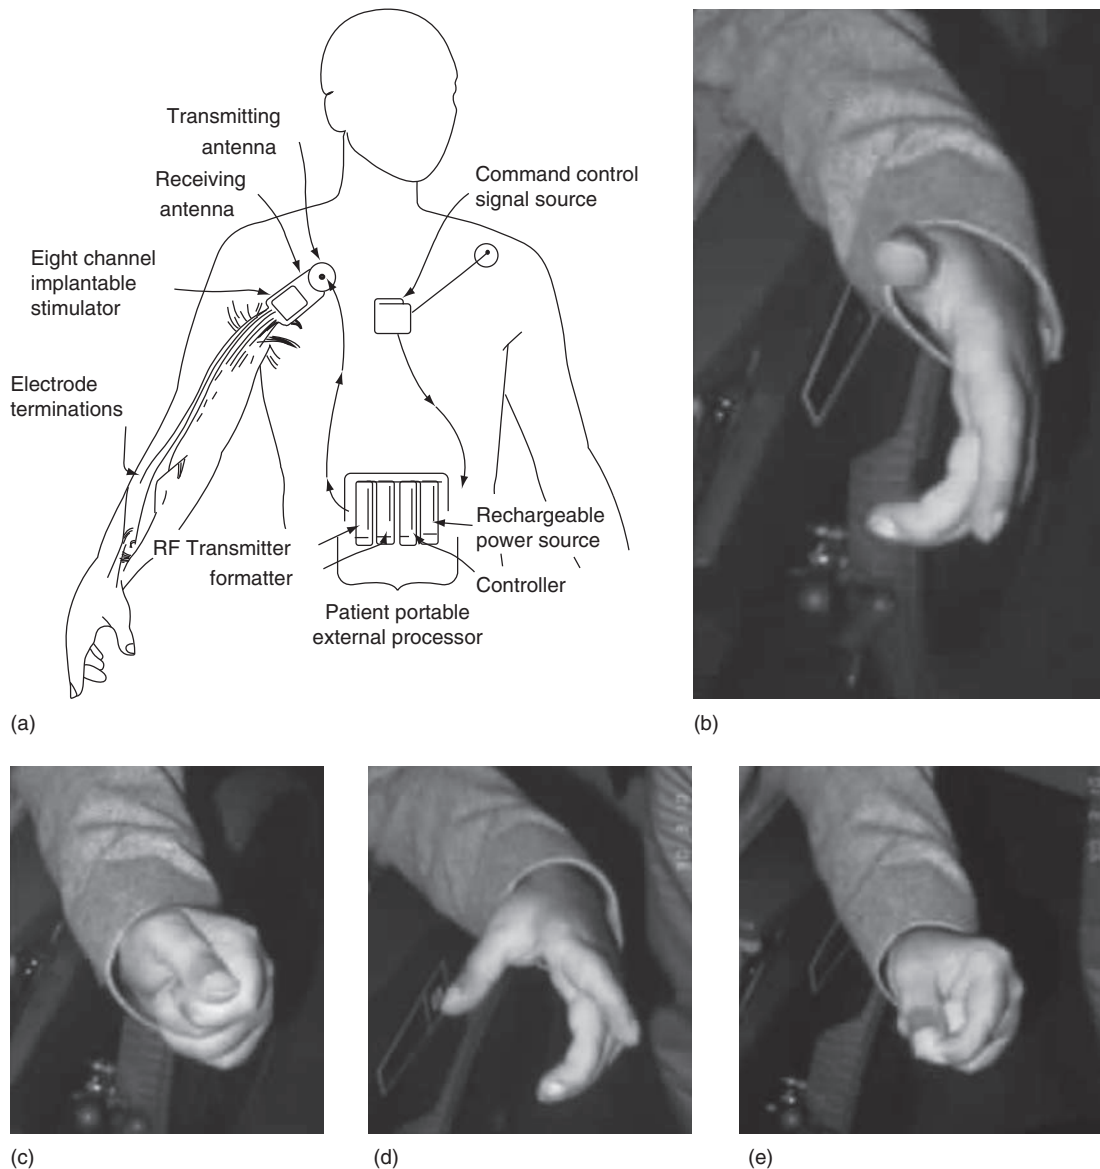 Transmitting
antenna
Receiving
antenna
Command control
signal source
Eight channel
implantable
stimulator
Electrode
terminations
RF Transmitter
formatter
Rechargeable
power source
Controller
Patient portable
external processor
(a)
(b)
(c)
(d)
(e)